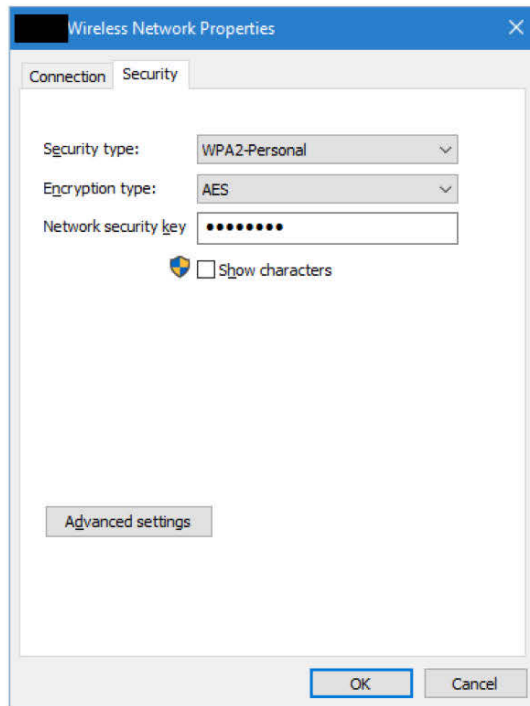 Wireless Network Properties
Connection Security
Security type: WPA2-Personal
Encryption type: AES
Network security key ••••••••
Show characters
Advanced settings
OK Cancel